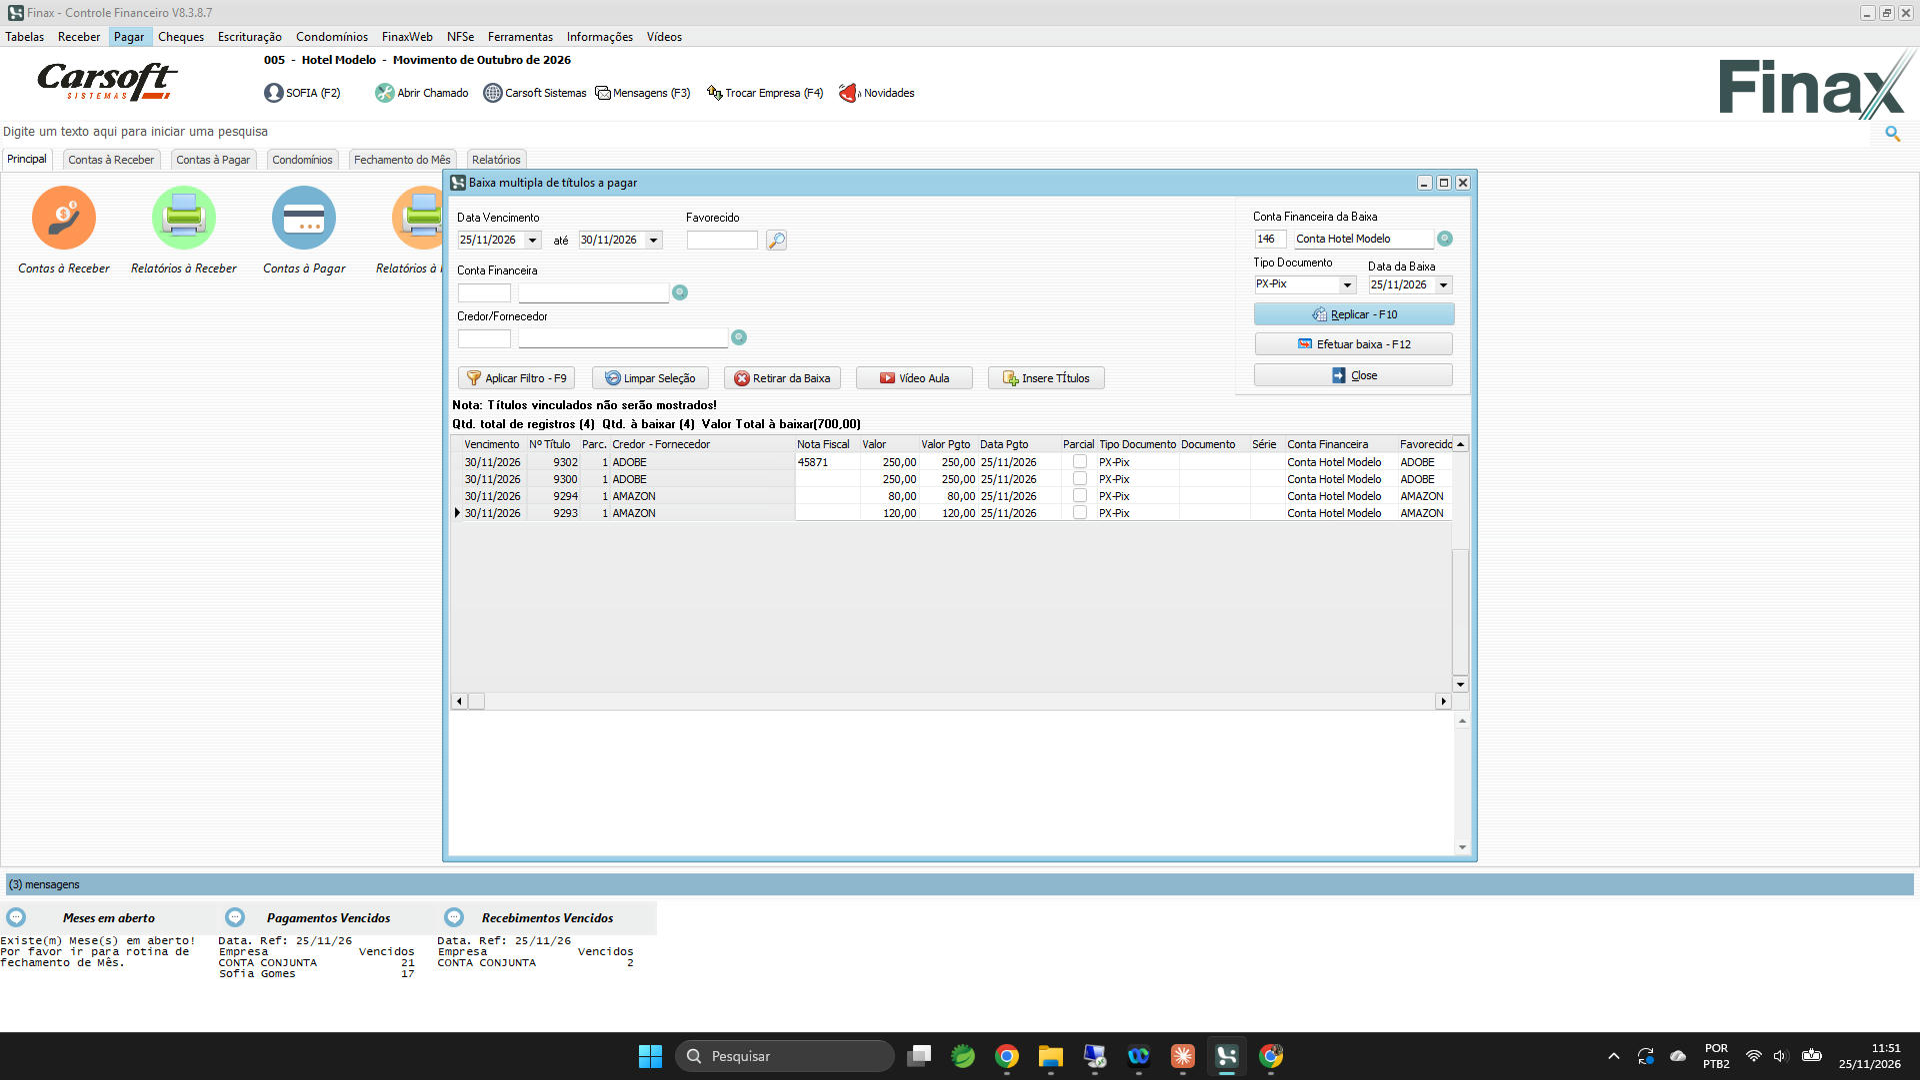 Finax - Controle Financeiro V8.3.8.7
Tabelas Receber Pagar Cheques Escrituração Condomínios FinaxWeb NFSe Ferramentas Informações Vídeos
005 - Hotel Modelo - Movimento de Outubro de 2026
Carsoft
SISTEMAS
SOFIA (F2) Abrir Chamado Carsoft Sistemas Mensagens (F3) Trocar Empresa (F4) Novidades
Finax
Digite um texto aqui para iniciar uma pesquisa
Principal Contas à Receber Contas à Pagar Condomínios Fechamento do Mês Relatórios
Contas à Receber Relatórios à Receber Contas à Pagar Relatórios à
Baixa multipla de títulos a pagar
Data Vencimento Favorecido
25/11/2026 até 30/11/2026
Conta Financeira
Credor/Fornecedor
Conta Financeira da Baixa
146 Conta Hotel Modelo
Tipo Documento Data da Baixa
PX-Pix 25/11/2026
Replicar - F10
Efetuar baixa - F12
Close
Aplicar Filtro - F9 Limpar Seleção Retirar da Baixa Vídeo Aula Insere TÍtulos
Nota: Títulos vinculados não serão mostrados!
Qtd. total de registros (4) Qtd. à baixar (4) Valor Total à baixar(700,00)
Vencimento Nº Título Parc. Credor - Fornecedor Nota Fiscal Valor Valor Pgto Data Pgto Parcial Tipo Documento Documento Série Conta Financeira Favorecido
30/11/2026 9302 1 ADOBE 45871 250,00 250,00 25/11/2026 PX-Pix Conta Hotel Modelo ADOBE
30/11/2026 9300 1 ADOBE 250,00 250,00 25/11/2026 PX-Pix Conta Hotel Modelo ADOBE
30/11/2026 9294 1 AMAZON 80,00 80,00 25/11/2026 PX-Pix Conta Hotel Modelo AMAZON
30/11/2026 9293 1 AMAZON 120,00 120,00 25/11/2026 PX-Pix Conta Hotel Modelo AMAZON
(3) mensagens
Meses em aberto
Existe(m) Mese(s) em aberto!
Por favor ir para rotina de
fechamento de Mês.
Pagamentos Vencidos
Data. Ref: 25/11/26
Empresa Vencidos
CONTA CONJUNTA 21
Sofia Gomes 17
Recebimentos Vencidos
Data. Ref: 25/11/26
Empresa Vencidos
CONTA CONJUNTA 2
Pesquisar
POR
PTB2
11:51
25/11/2026